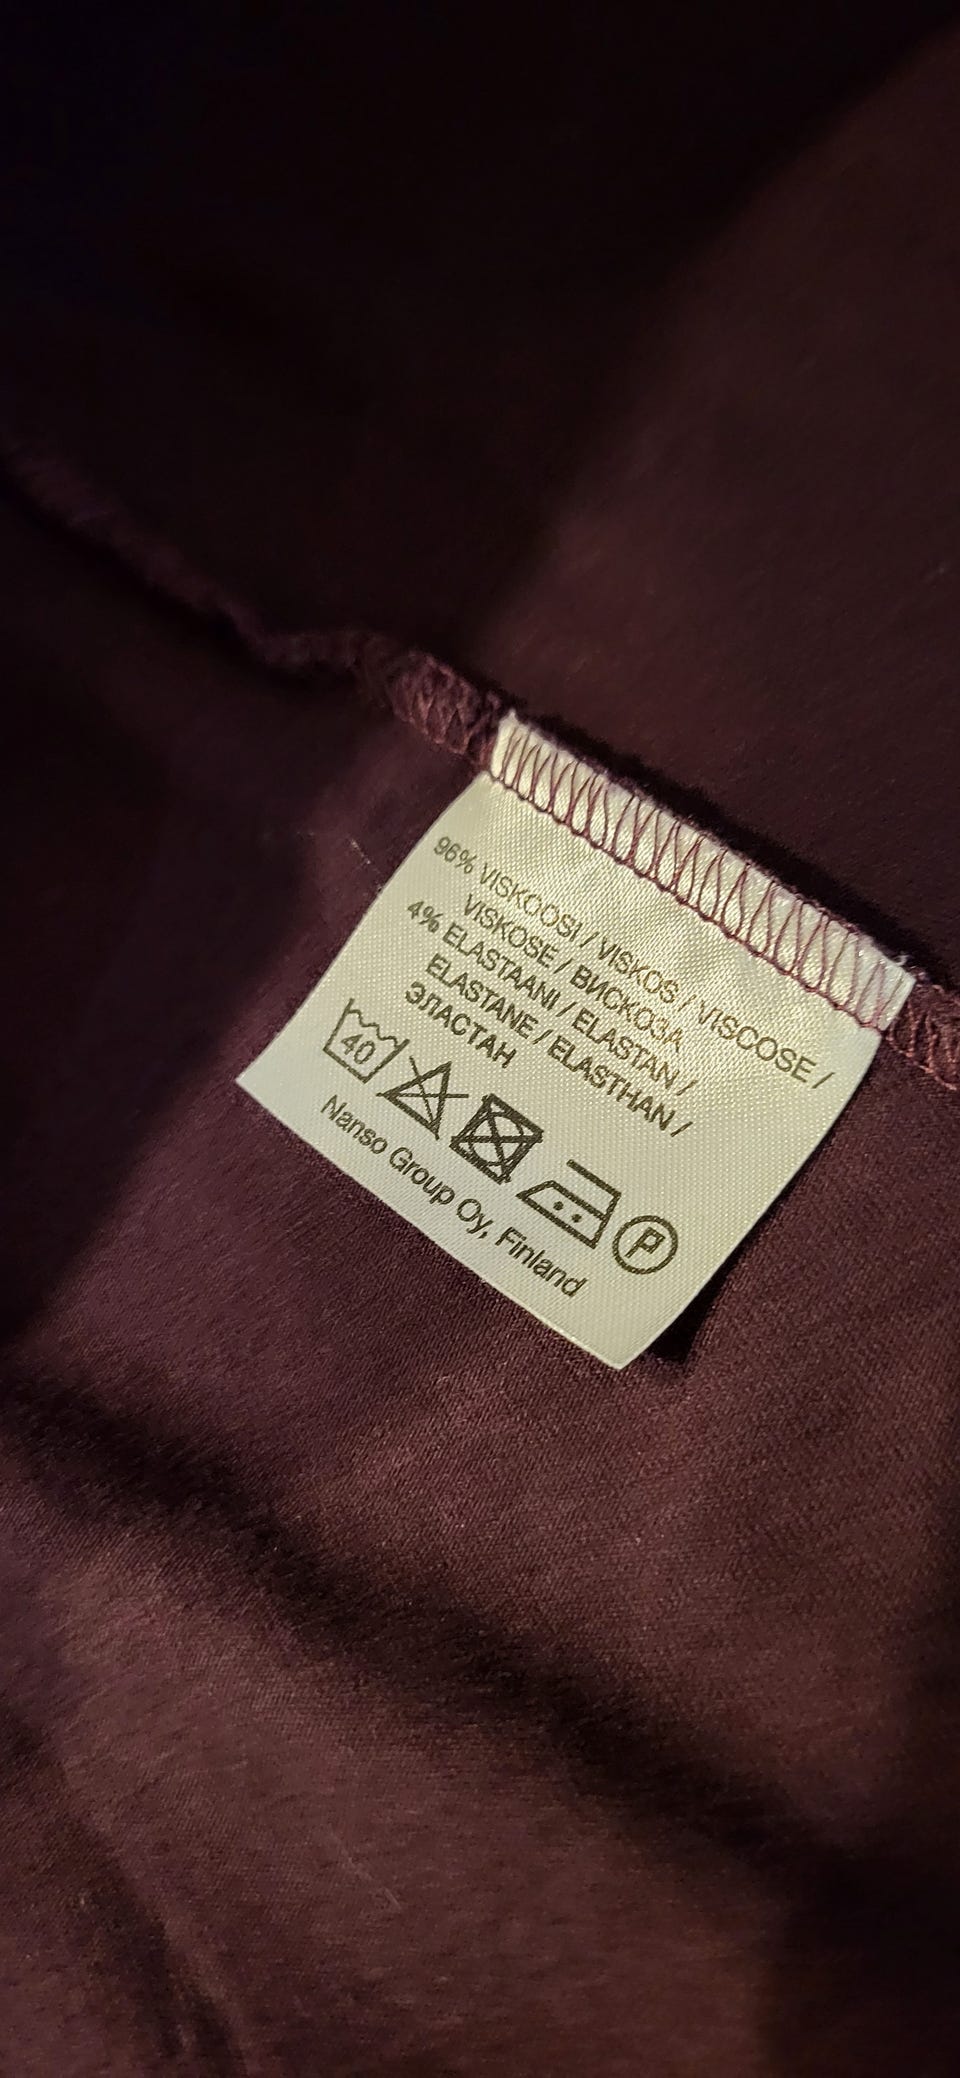 96% VISKOOSI / VISKOS / VISCOSE /
VISKOSE / ВИСКОЗА
4% ELASTAANI / ELASTAN /
ELASTANE / ELASTHAN /
ЭЛАСТАН
40 P
Nanso Group Oy, Finland